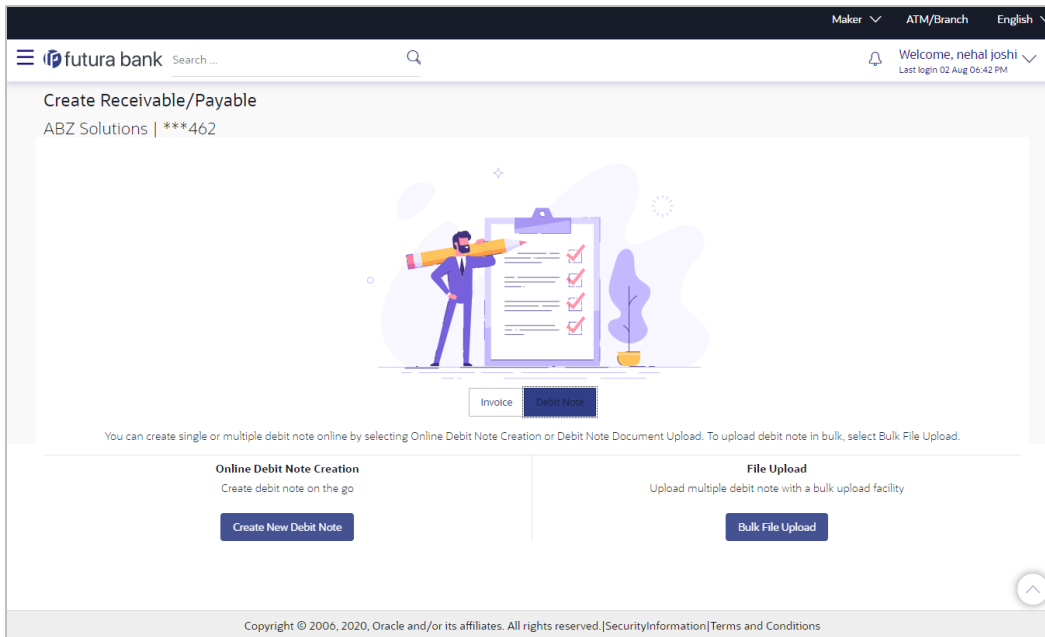 Maker ATM/Branch English
futura bank Search ... Welcome, nehal joshi
Last login 02 Aug 06:42 PM
Create Receivable/Payable
ABZ Solutions | ***462
Invoice Debit Note
You can create single or multiple debit note online by selecting Online Debit Note Creation or Debit Note Document Upload. To upload debit note in bulk, select Bulk File Upload.
Online Debit Note Creation File Upload
Create debit note on the go Upload multiple debit note with a bulk upload facility
Create New Debit Note Bulk File Upload
Copyright © 2006, 2020, Oracle and/or its affiliates. All rights reserved.|SecurityInformation|Terms and Conditions